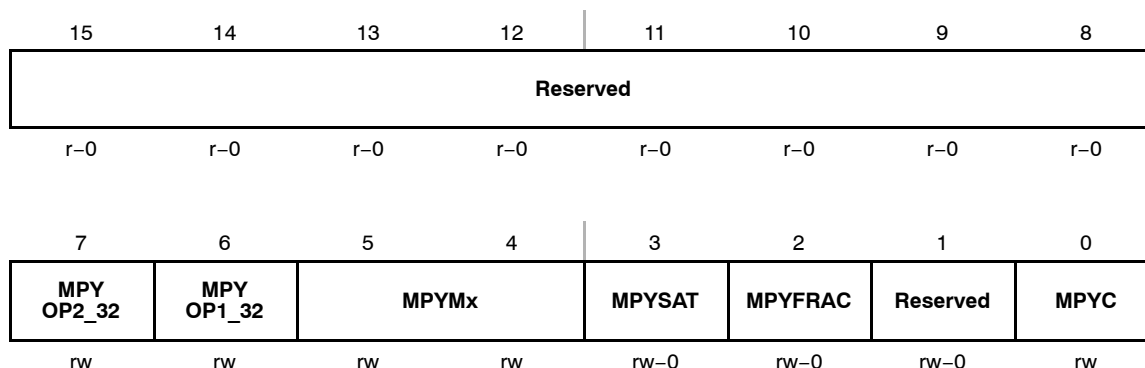 15 14 13 12 11 10 9 8
Reserved
r−0 r−0 r−0 r−0 r−0 r−0 r−0 r−0
7 6 5 4 3 2 1 0
MPY OP2_32 MPY OP1_32 MPYMx MPYSAT MPYFRAC Reserved MPYC
rw rw rw rw rw−0 rw−0 rw−0 rw